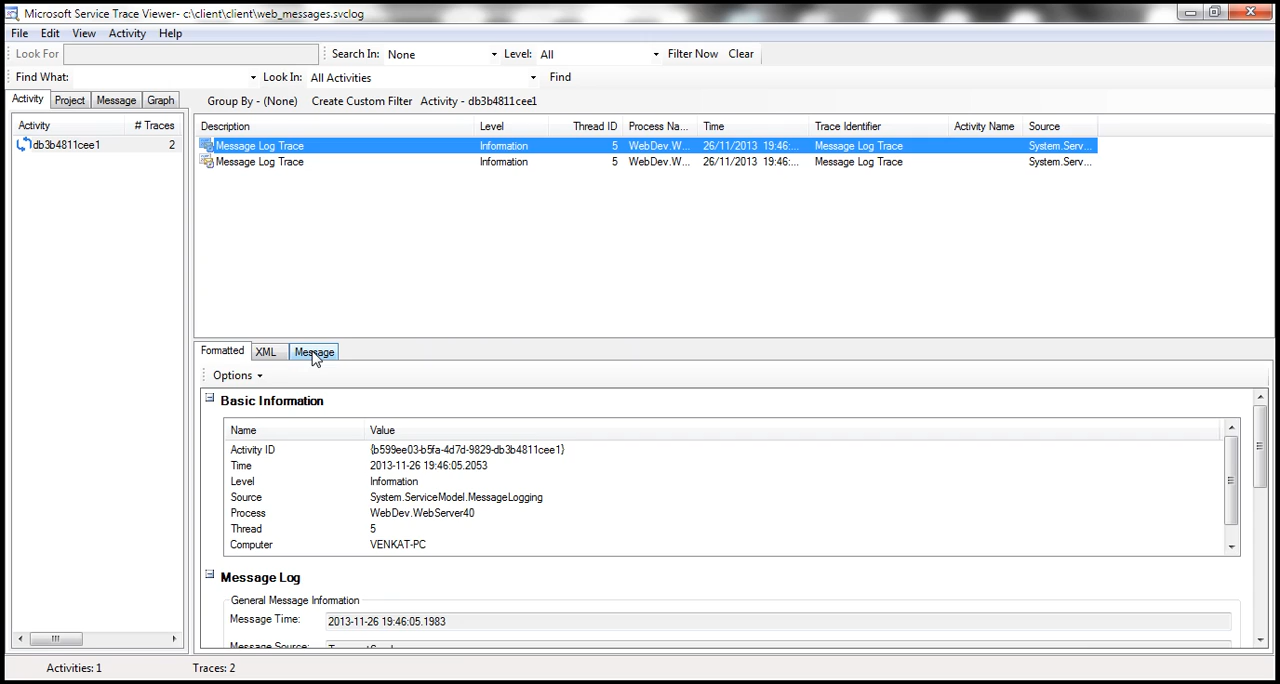 Microsoft Service Trace Viewer- c:\client\client\web_messages.svclog
File Edit View Activity Help
Look For Search In: None Level: All Filter Now Clear
Find What: Look In: All Activities Find
Activity Project Message Graph Group By - (None) Create Custom Filter Activity - db3b4811cee1
Activity # Traces Description Level Thread ID Process Na... Time Trace Identifier Activity Name Source
db3b4811cee1 2 Message Log Trace Information 5 WebDev.W... 26/11/2013 19:46:... Message Log Trace System.Serv...
Message Log Trace Information 5 WebDev.W... 26/11/2013 19:46:... Message Log Trace System.Serv...
Formatted XML Message
Options
Basic Information
Name Value
Activity ID {b599ee03-b5fa-4d7d-9829-db3b4811cee1}
Time 2013-11-26 19:46:05.2053
Level Information
Source System.ServiceModel.MessageLogging
Process WebDev.WebServer40
Thread 5
Computer VENKAT-PC
Message Log
General Message Information
Message Time: 2013-11-26 19:46:05.1983
Message Source:
Activities: 1 Traces: 2